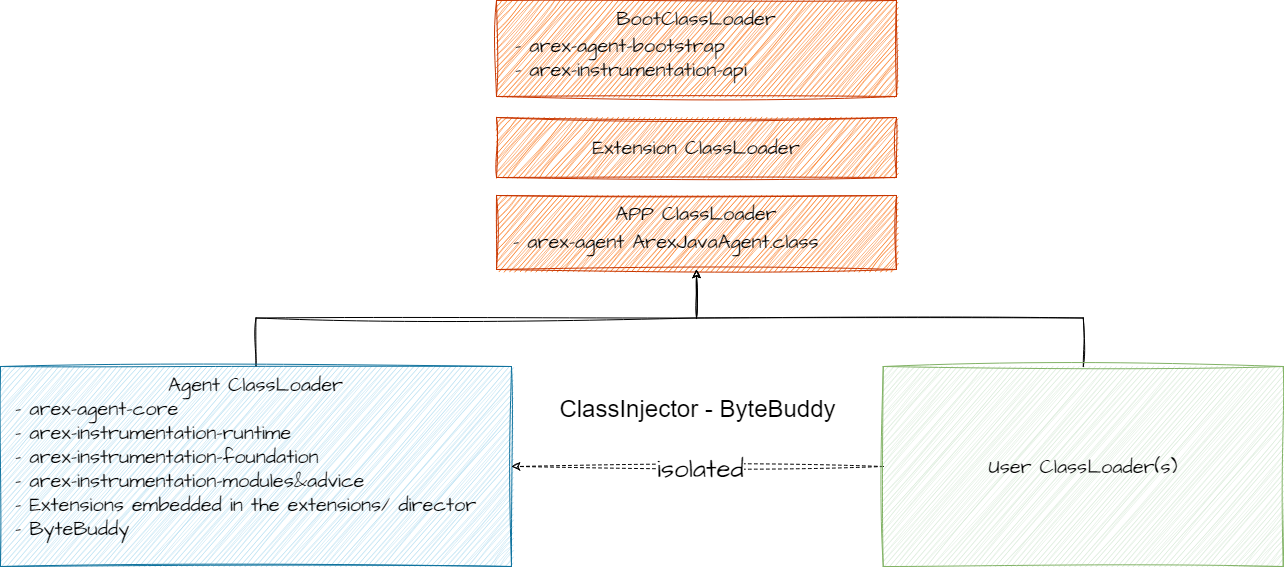 BootClassLoader
- arex-agent-bootstrap
- arex-instrumentation-api
Extension ClassLoader
APP ClassLoader
- arex-agent ArexJavaAgent.class
Agent ClassLoader
- arex-agent-core
- arex-instrumentation-runtime
- arex-instrumentation-foundation
- arex-instrumentation-modules&advice
- Extensions embedded in the extensions/ director
- ByteBuddy
ClassInjector - ByteBuddy
isolated
User ClassLoader(s)